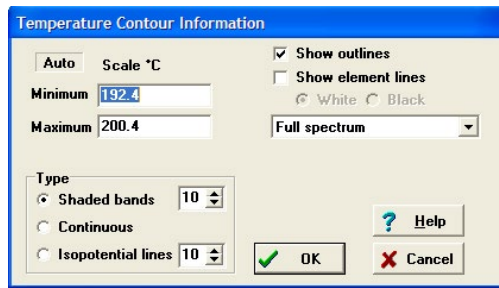 Temperature Contour Information
Auto Scale °C
Minimum 192.4
Maximum 200.4
Show outlines
Show element lines
White Black
Full spectrum
Type
Shaded bands 10
Continuous
Isopotential lines 10
Help
OK
Cancel